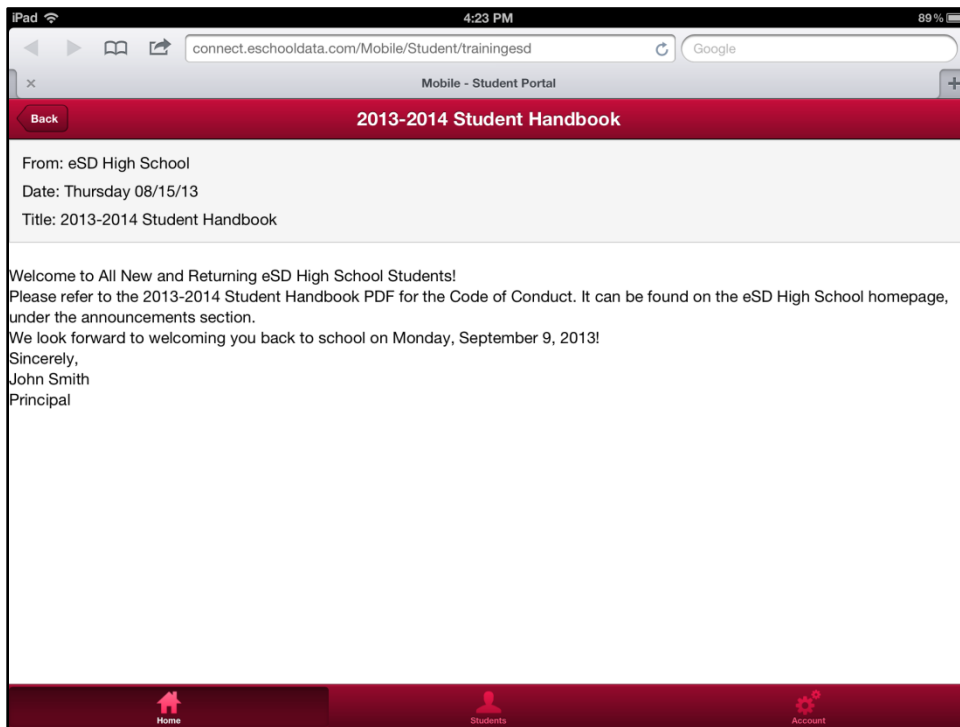 iPad 4:23 PM 89%
connect.eschooldata.com/Mobile/Student/trainingesd Google
Mobile - Student Portal
Back 2013-2014 Student Handbook
From: eSD High School
Date: Thursday 08/15/13
Title: 2013-2014 Student Handbook
Welcome to All New and Returning eSD High School Students!
Please refer to the 2013-2014 Student Handbook PDF for the Code of Conduct. It can be found on the eSD High School homepage,
under the announcements section.
We look forward to welcoming you back to school on Monday, September 9, 2013!
Sincerely,
John Smith
Principal
Home Students Account